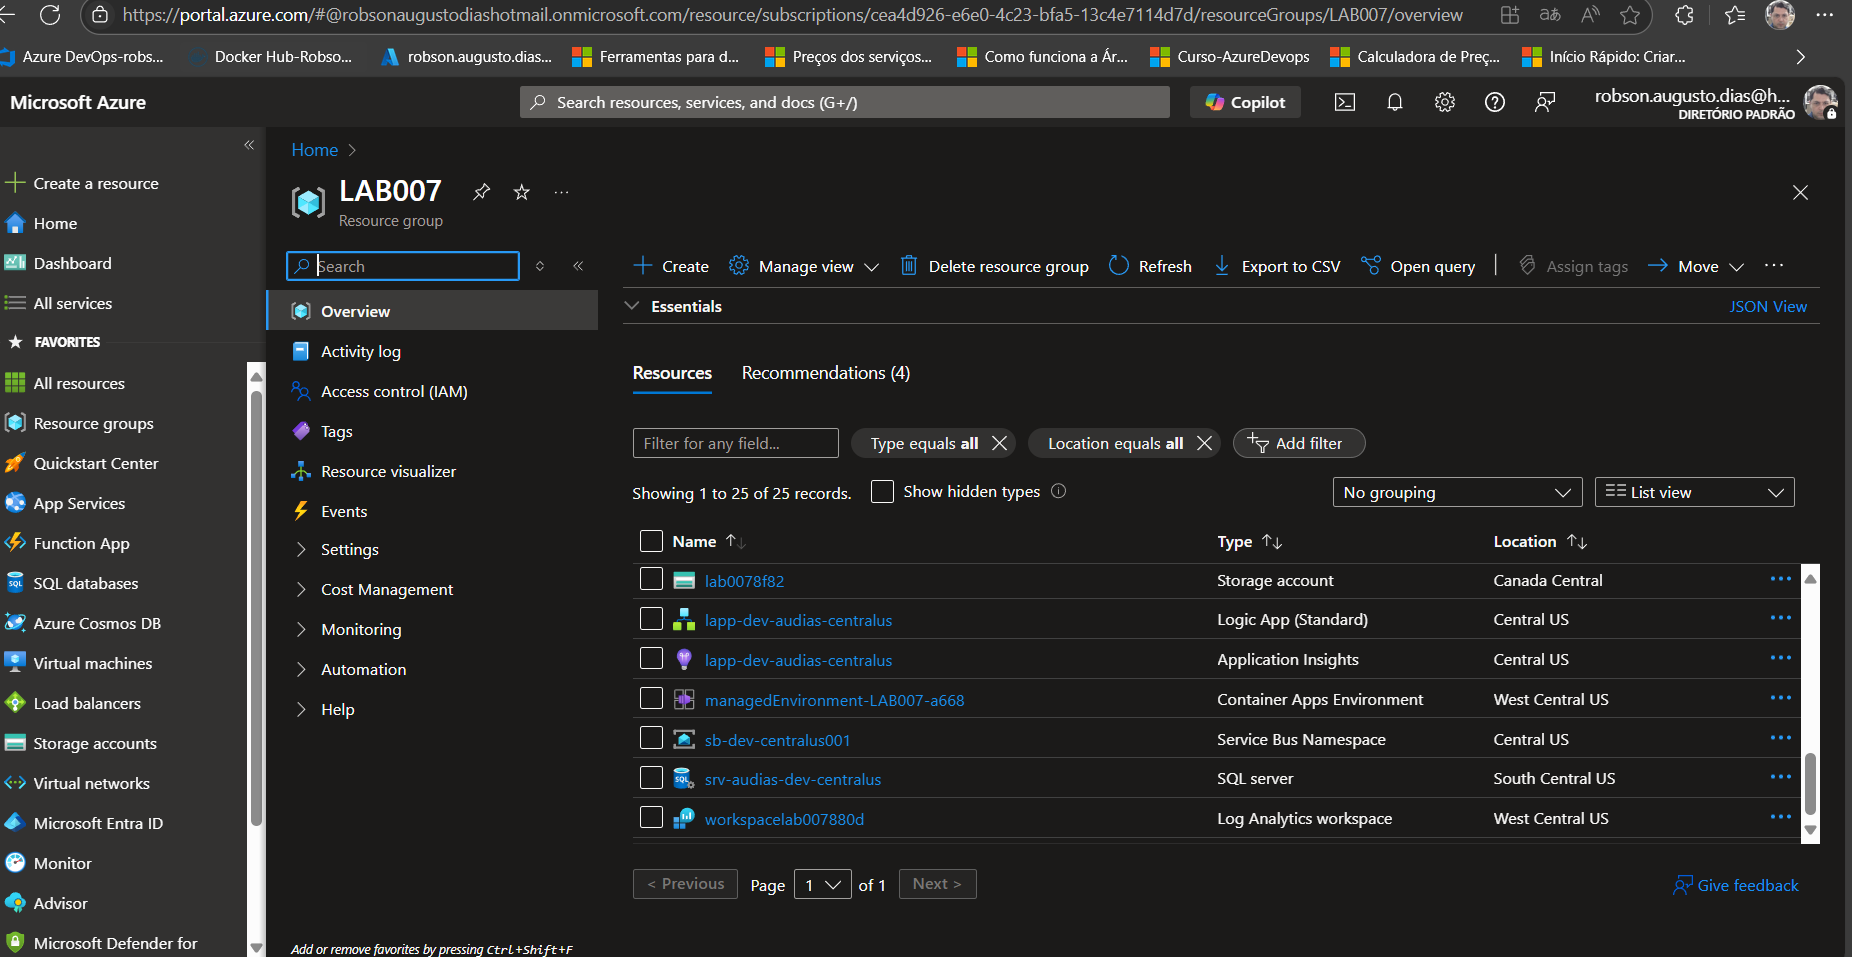 https://portal.azure.com/#@robsonaugustodiashotmail.onmicrosoft.com/resource/subscriptions/cea4d926-e6e0-4c23-bfa5-13c4e7114d7d/resourceGroups/LAB007/overview
Azure DevOps-robs...
Docker Hub-Robso...
robson.augusto.dias...
Ferramentas para d...
Preços dos serviços...
Como funciona a Ár...
Curso-AzureDevops
Calculadora de Preç...
Início Rápido: Criar...
Microsoft Azure
Search resources, services, and docs (G+/)
Copilot
robson.augusto.dias@h...
DIRETÓRIO PADRÃO
Create a resource
Home
Dashboard
All services
FAVORITES
All resources
Resource groups
Quickstart Center
App Services
Function App
SQL databases
Azure Cosmos DB
Virtual machines
Load balancers
Storage accounts
Virtual networks
Microsoft Entra ID
Monitor
Advisor
Microsoft Defender for
Home >
LAB007
Resource group
Search
Overview
Activity log
Access control (IAM)
Tags
Resource visualizer
Events
Settings
Cost Management
Monitoring
Automation
Help
Add or remove favorites by pressing Ctrl+Shift+F
Create
Manage view
Delete resource group
Refresh
Export to CSV
Open query
Assign tags
Move
Essentials
JSON View
Resources
Recommendations (4)
Filter for any field...
Type equals all
Location equals all
Add filter
Showing 1 to 25 of 25 records.
Show hidden types
No grouping
List view
Name Type Location
lab0078f82 Storage account Canada Central
lapp-dev-audias-centralus Logic App (Standard) Central US
lapp-dev-audias-centralus Application Insights Central US
managedEnvironment-LAB007-a668 Container Apps Environment West Central US
sb-dev-centralus001 Service Bus Namespace Central US
srv-audias-dev-centralus SQL server South Central US
workspacelab007880d Log Analytics workspace West Central US
< Previous Page 1 of 1 Next >
Give feedback